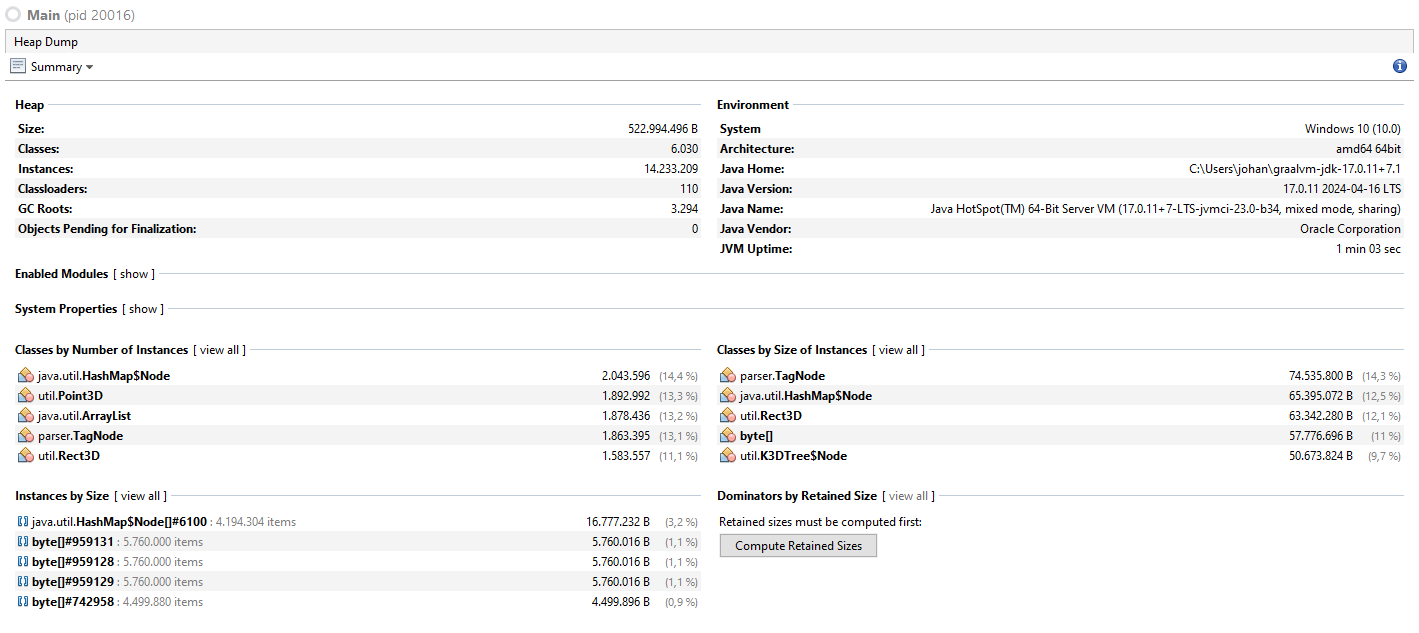 Main (pid 20016)
Heap Dump
Summary
Heap
Size: 522.994.496 B
Classes: 6.030
Instances: 14.233.209
Classloaders: 110
GC Roots: 3.294
Objects Pending for Finalization: 0
Environment
System Windows 10 (10.0)
Architecture: amd64 64bit
Java Home: C:\Users\johan\graalvm-jdk-17.0.11+7.1
Java Version: 17.0.11 2024-04-16 LTS
Java Name: Java HotSpot(TM) 64-Bit Server VM (17.0.11+7-LTS-jvmci-23.0-b34, mixed mode, sharing)
Java Vendor: Oracle Corporation
JVM Uptime: 1 min 03 sec
Enabled Modules [ show ]
System Properties [ show ]
Classes by Number of Instances [ view all ]
java.util.HashMap$Node 2.043.596 (14,4 %)
util.Point3D 1.892.992 (13,3 %)
java.util.ArrayList 1.878.436 (13,2 %)
parser.TagNode 1.863.395 (13,1 %)
util.Rect3D 1.583.557 (11,1 %)
Classes by Size of Instances [ view all ]
parser.TagNode 74.535.800 B (14,3 %)
java.util.HashMap$Node 65.395.072 B (12,5 %)
util.Rect3D 63.342.280 B (12,1 %)
byte[] 57.776.696 B (11 %)
util.K3DTree$Node 50.673.824 B (9,7 %)
Instances by Size [ view all ]
java.util.HashMap$Node[]#6100 : 4.194.304 items 16.777.232 B (3,2 %)
byte[]#959131 : 5.760.000 items 5.760.016 B (1,1 %)
byte[]#959128 : 5.760.000 items 5.760.016 B (1,1 %)
byte[]#959129 : 5.760.000 items 5.760.016 B (1,1 %)
byte[]#742958 : 4.499.880 items 4.499.896 B (0,9 %)
Dominators by Retained Size [ view all ]
Retained sizes must be computed first:
Compute Retained Sizes